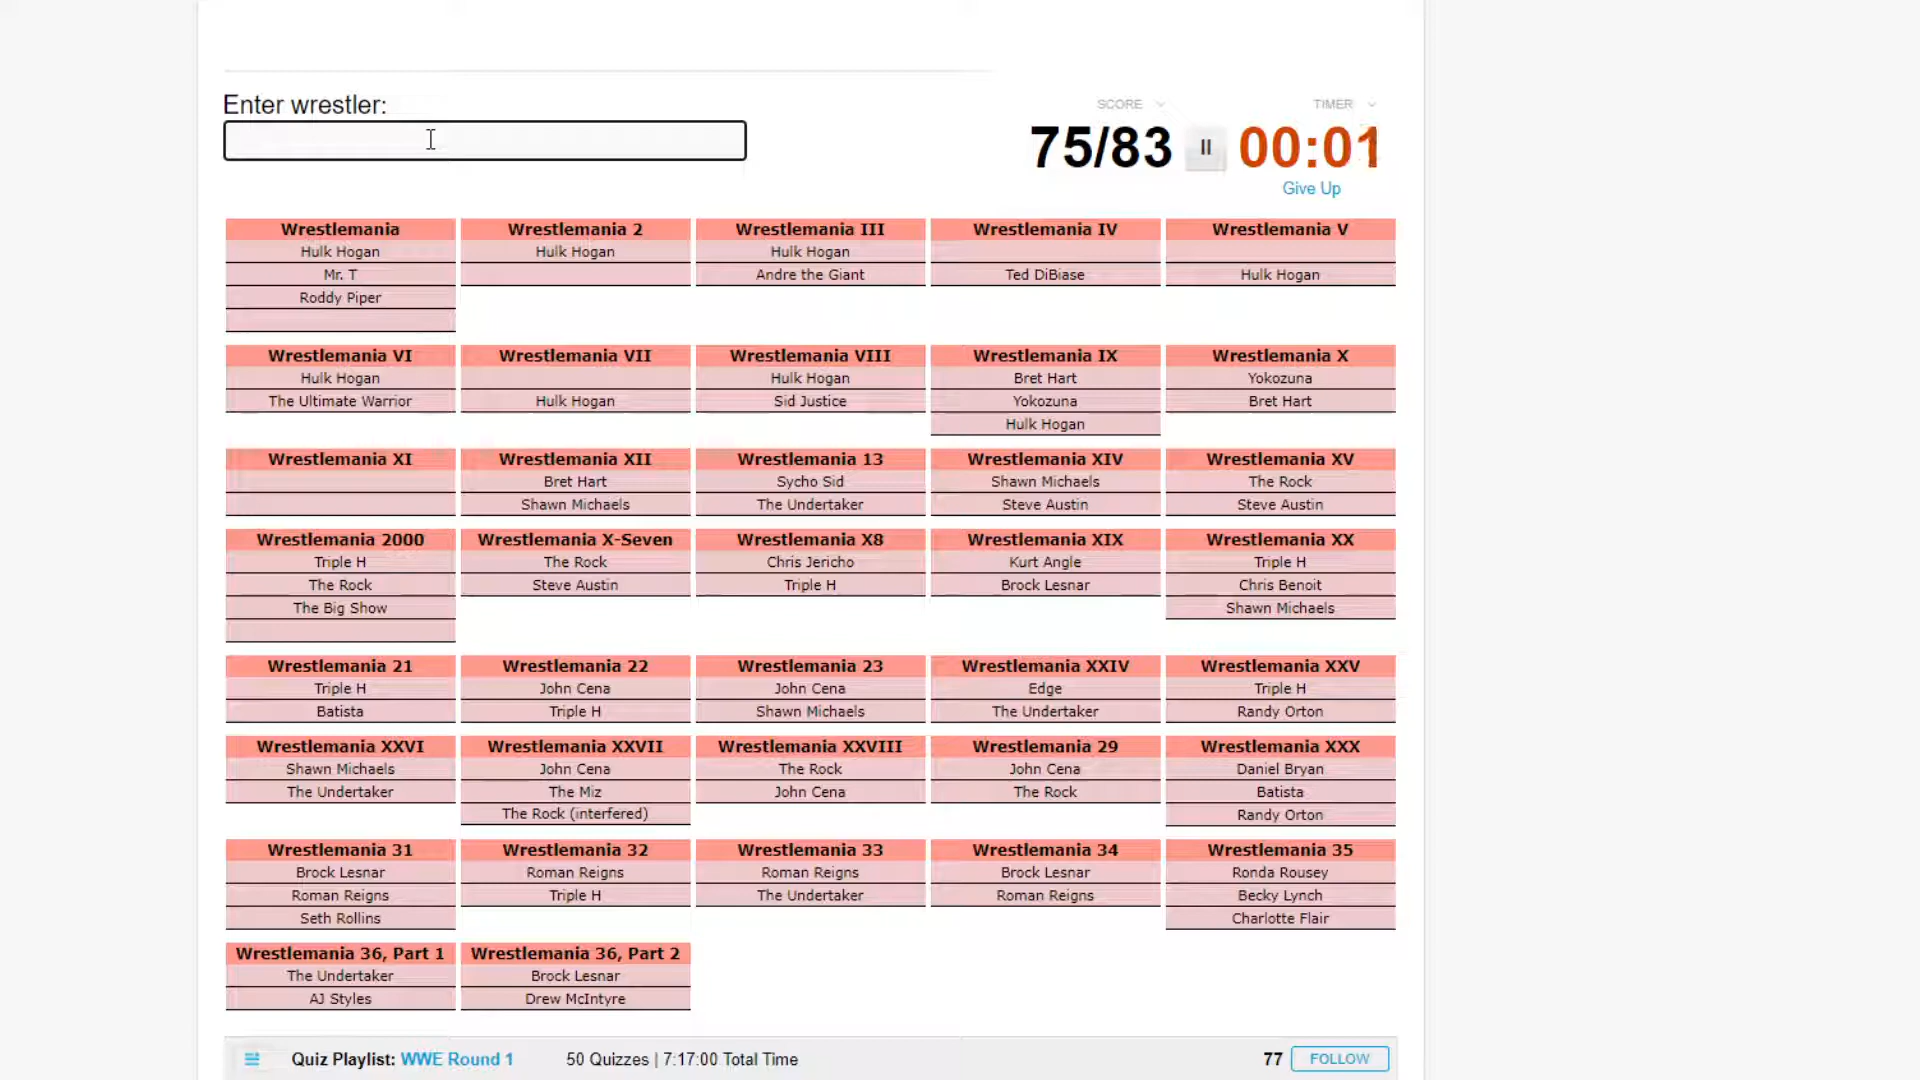 Enter wrestler:
SCORE
TIMER
75/83
00:01
Give Up
Wrestlemania
Hulk Hogan
Mr. T
Roddy Piper
Wrestlemania 2
Hulk Hogan
Wrestlemania III
Hulk Hogan
Andre the Giant
Wrestlemania IV
Ted DiBiase
Wrestlemania V
Hulk Hogan
Wrestlemania VI
Hulk Hogan
The Ultimate Warrior
Wrestlemania VII
Hulk Hogan
Wrestlemania VIII
Hulk Hogan
Sid Justice
Wrestlemania IX
Bret Hart
Yokozuna
Hulk Hogan
Wrestlemania X
Yokozuna
Bret Hart
Wrestlemania XI
Wrestlemania XII
Bret Hart
Shawn Michaels
Wrestlemania 13
Sycho Sid
The Undertaker
Wrestlemania XIV
Shawn Michaels
Steve Austin
Wrestlemania XV
The Rock
Steve Austin
Wrestlemania 2000
Triple H
The Rock
The Big Show
Wrestlemania X-Seven
The Rock
Steve Austin
Wrestlemania X8
Chris Jericho
Triple H
Wrestlemania XIX
Kurt Angle
Brock Lesnar
Wrestlemania XX
Triple H
Chris Benoit
Shawn Michaels
Wrestlemania 21
Triple H
Batista
Wrestlemania 22
John Cena
Triple H
Wrestlemania 23
John Cena
Shawn Michaels
Wrestlemania XXIV
Edge
The Undertaker
Wrestlemania XXV
Triple H
Randy Orton
Wrestlemania XXVI
Shawn Michaels
The Undertaker
Wrestlemania XXVII
John Cena
The Miz
The Rock (interfered)
Wrestlemania XXVIII
The Rock
John Cena
Wrestlemania 29
John Cena
The Rock
Wrestlemania XXX
Daniel Bryan
Batista
Randy Orton
Wrestlemania 31
Brock Lesnar
Roman Reigns
Seth Rollins
Wrestlemania 32
Roman Reigns
Triple H
Wrestlemania 33
Roman Reigns
The Undertaker
Wrestlemania 34
Brock Lesnar
Roman Reigns
Wrestlemania 35
Ronda Rousey
Becky Lynch
Charlotte Flair
Wrestlemania 36, Part 1
The Undertaker
AJ Styles
Wrestlemania 36, Part 2
Brock Lesnar
Drew McIntyre
Quiz Playlist: WWE Round 1
50 Quizzes | 7:17:00 Total Time
77
FOLLOW